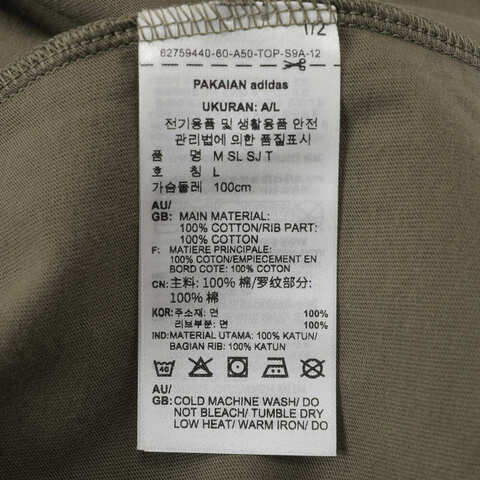 1/2
62759440-60-A50-TOP-S9A-12
PAKAIAN adidas
UKURAN: A/L
전기용품 및 생활용품 안전
관리법에 의한 품질표시
품 명 M SL SJ T
호 칭 L
가슴둘레 100cm
AU/
GB: MAIN MATERIAL:
100% COTTON/RIB PART:
100% COTTON
F: MATIERE PRINCIPALE:
100% COTON/EMPIECEMENT EN
BORD COTE: 100% COTON
CN: 主料: 100% 棉/罗纹部分:
100% 棉
KOR: 주소재: 면 100%
리브부분: 면 100%
IND: MATERIAL UTAMA: 100% KATUN/
BAGIAN RIB: 100% KATUN
40
AU/
GB: COLD MACHINE WASH/ DO
NOT BLEACH/ TUMBLE DRY
LOW HEAT/ WARM IRON/ DO